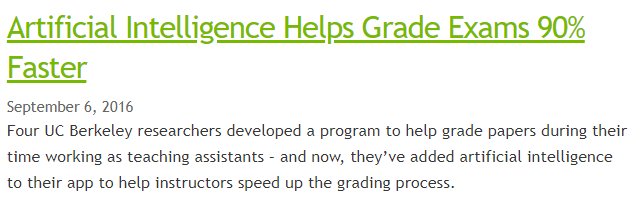 Artificial Intelligence Helps Grade Exams 90%
Faster
September 6, 2016
Four UC Berkeley researchers developed a program to help grade papers during their
time working as teaching assistants – and now, they’ve added artificial intelligence
to their app to help instructors speed up the grading process.